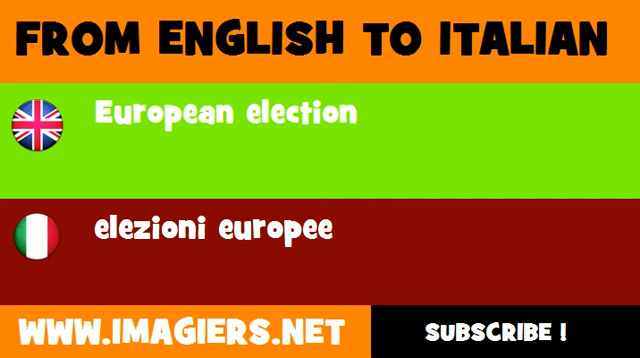 FROM ENGLISH TO ITALIAN
European election
elezioni europee
WWW.IMAGIERS.NET
SUBSCRIBE !